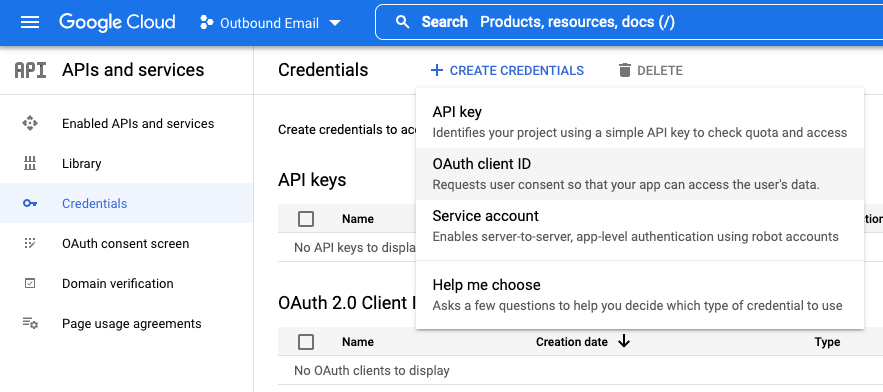 Google Cloud Outbound Email Search Products, resources, docs (/)
API APIs and services
Credentials + CREATE CREDENTIALS DELETE
Enabled APIs and services
Library
Credentials
OAuth consent screen
Domain verification
Page usage agreements
Create credentials to
API key
Identifies your project using a simple API key to check quota and access
OAuth client ID
Requests user consent so that your app can access the user's data.
Service account
Enables server-to-server, app-level authentication using robot accounts
Help me choose
Asks a few questions to help you decide which type of credential to use
API keys
Name
No API keys to displa
OAuth 2.0 Client
Name Creation date Type
No OAuth clients to display